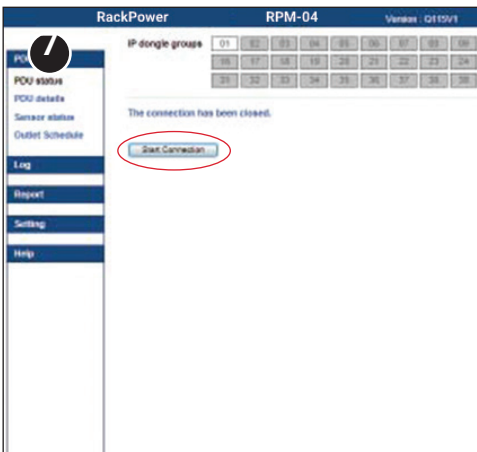 RackPower RPM-04 Version : Q115V1
7
IP dongle groups 01 02 03 04 05 06 07 08 09
16 17 18 19 20 21 22 23 24
31 32 33 34 35 36 37 38 39
PDU status
PDU details
Sensor status
Outlet Schedule
The connection has been closed.
Start Connection
Log
Report
Setting
Help